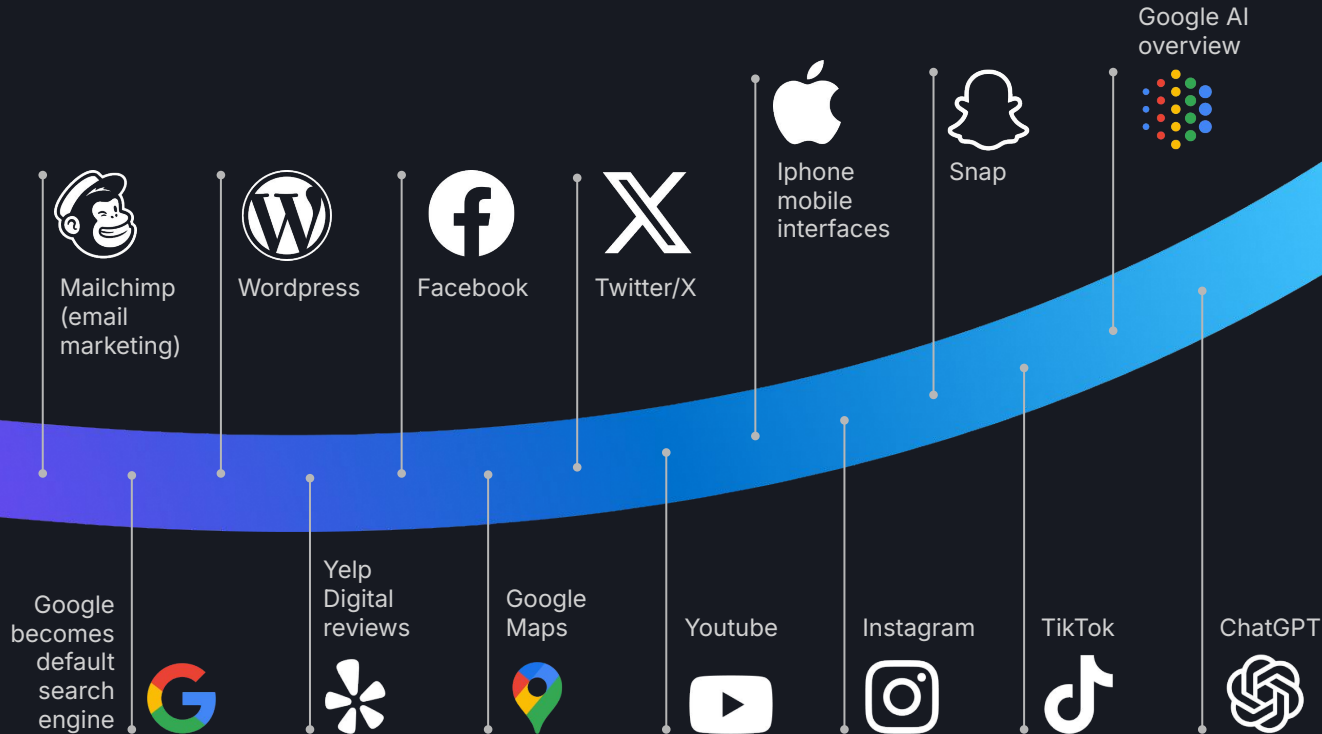 Google AI
overview
Iphone
mobile
interfaces
Snap
Mailchimp
(email
marketing)
Wordpress
Facebook
Twitter/X
Google
becomes
default
search
engine
Yelp
Digital
reviews
Google
Maps
Youtube
Instagram
TikTok
ChatGPT